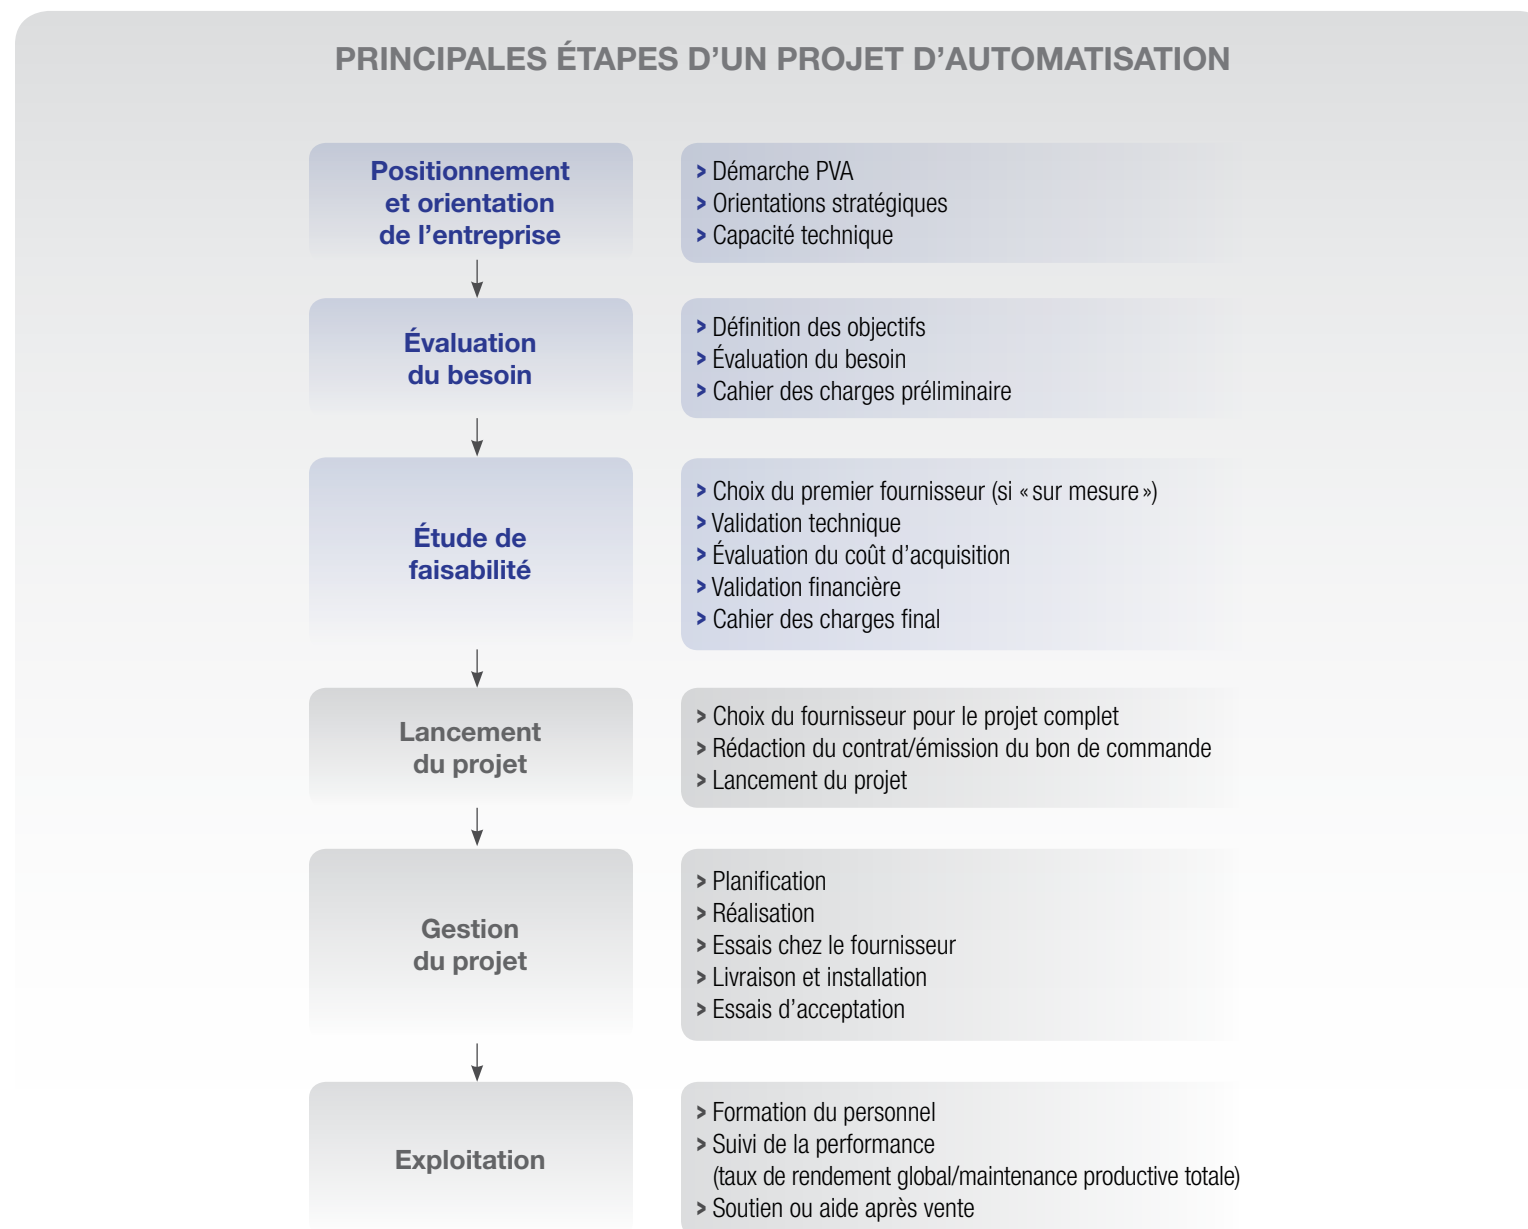 PRINCIPALES ÉTAPES D’UN PROJET D’AUTOMATISATION
Positionnement
et orientation
de l’entreprise
> Démarche PVA
> Orientations stratégiques
> Capacité technique
Évaluation
du besoin
> Définition des objectifs
> Évaluation du besoin
> Cahier des charges préliminaire
Étude de
faisabilité
> Choix du premier fournisseur (si « sur mesure »)
> Validation technique
> Évaluation du coût d’acquisition
> Validation financière
> Cahier des charges final
Lancement
du projet
> Choix du fournisseur pour le projet complet
> Rédaction du contrat/émission du bon de commande
> Lancement du projet
Gestion
du projet
> Planification
> Réalisation
> Essais chez le fournisseur
> Livraison et installation
> Essais d’acceptation
Exploitation
> Formation du personnel
> Suivi de la performance
(taux de rendement global/maintenance productive totale)
> Soutien ou aide après vente